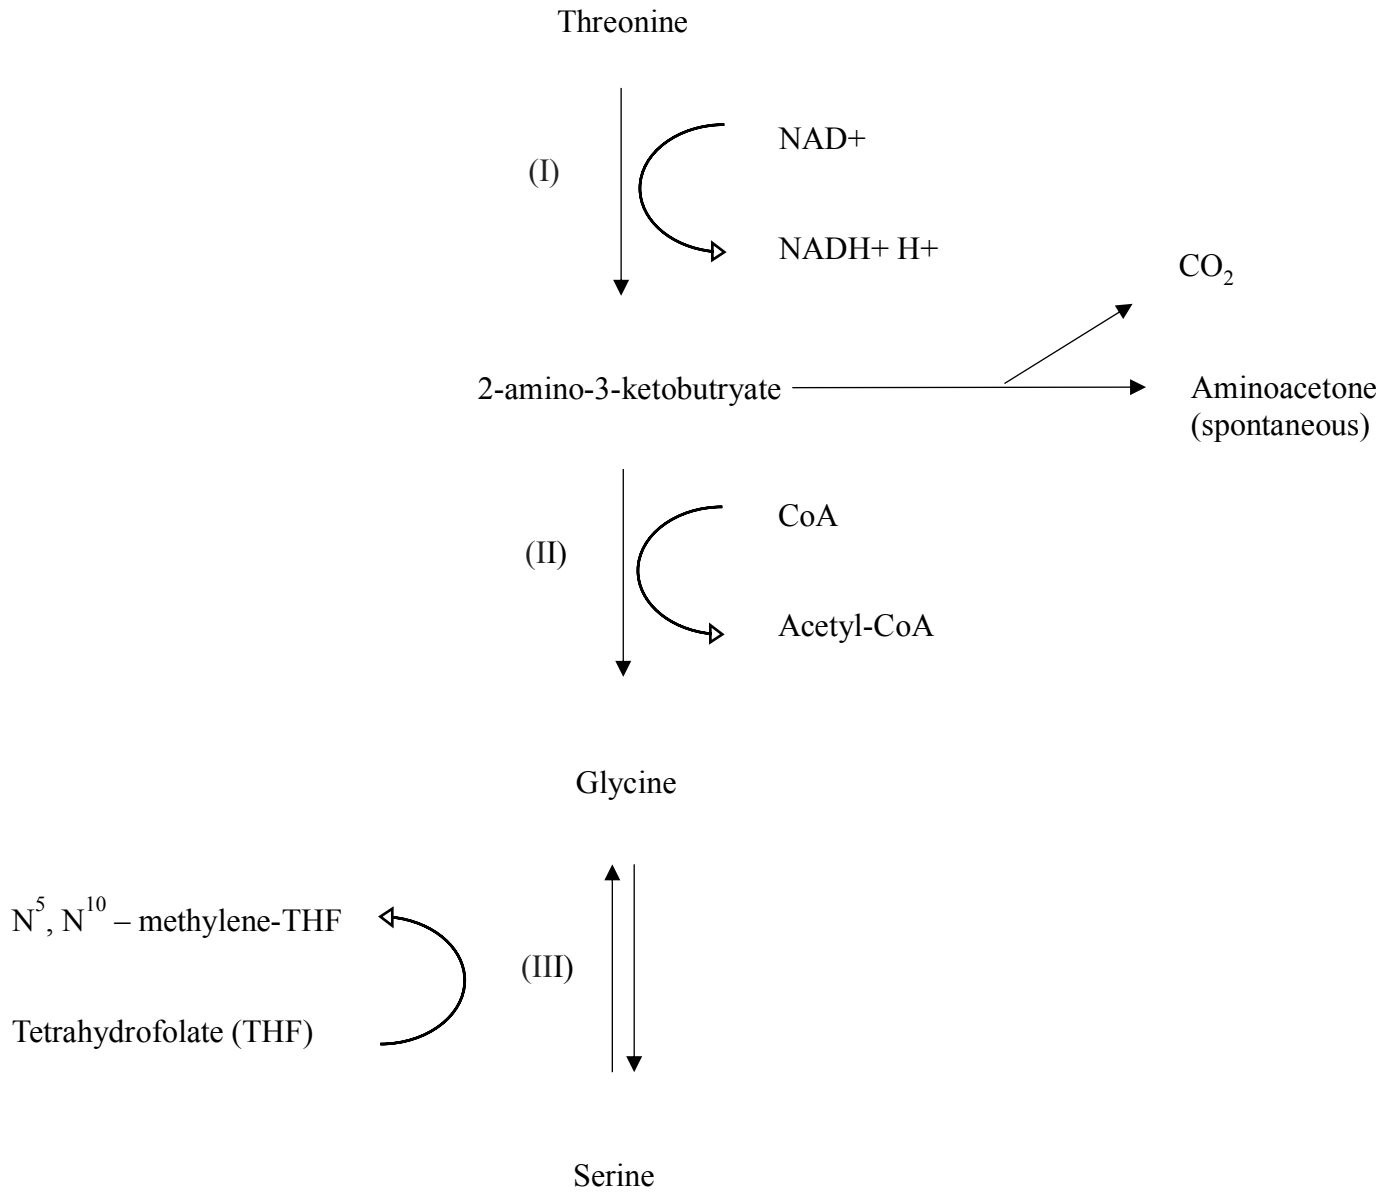 Threonine
NAD+
(I)
NADH+ H+
CO₂
2-amino-3-ketobutryate
Aminoacetone
(spontaneous)
CoA
(II)
Acetyl-CoA
Glycine
N⁵, N¹⁰ – methylene-THF
(III)
Tetrahydrofolate (THF)
Serine